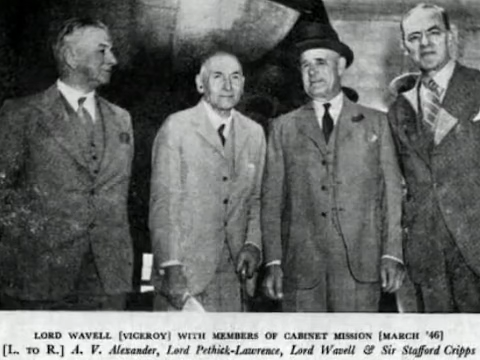 LORD WAVELL [VICEROY] WITH MEMBERS OF CABINET MISSION [MARCH '46]
[L. TO R.] A. V. Alexander, Lord Pethick-Lawrence, Lord Wavell & Sir Stafford Cripps